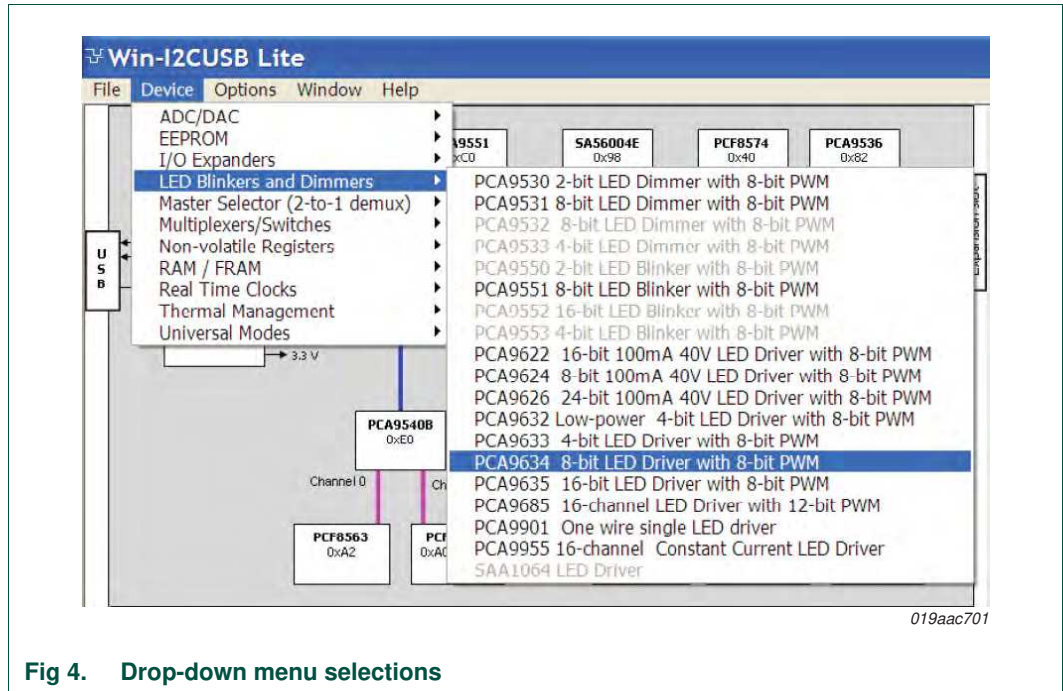 Win-I2CUSB Lite
File Device Options Window Help
ADC/DAC
EEPROM
I/O Expanders
LED Blinkers and Dimmers
Master Selector (2-to-1 demux)
Multiplexers/Switches
Non-volatile Registers
RAM / FRAM
Real Time Clocks
Thermal Management
Universal Modes
SA56004E
0x98
PCF8574
0x40
PCA9536
0x82
PCA9530 2-bit LED Dimmer with 8-bit PWM
PCA9531 8-bit LED Dimmer with 8-bit PWM
PCA9532 8-bit LED Dimmer with 8-bit PWM
PCA9533 4-bit LED Dimmer with 8-bit PWM
PCA9550 2-bit LED Blinker with 8-bit PWM
PCA9551 8-bit LED Blinker with 8-bit PWM
PCA9552 16-bit LED Blinker with 8-bit PWM
PCA9553 4-bit LED Blinker with 8-bit PWM
PCA9622 16-bit 100mA 40V LED Driver with 8-bit PWM
PCA9624 8-bit 100mA 40V LED Driver with 8-bit PWM
PCA9626 24-bit 100mA 40V LED Driver with 8-bit PWM
PCA9632 Low-power 4-bit LED Driver with 8-bit PWM
PCA9633 4-bit LED Driver with 8-bit PWM
PCA9634 8-bit LED Driver with 8-bit PWM
PCA9635 16-bit LED Driver with 8-bit PWM
PCA9685 16-channel LED Driver with 12-bit PWM
PCA9901 One wire single LED driver
PCA9955 16-channel Constant Current LED Driver
SAA1064 LED Driver
USB
3.3 V
PCA9540B
0xE0
Channel 0
PCF8563
0xA2
019aac701
Fig 4. Drop-down menu selections